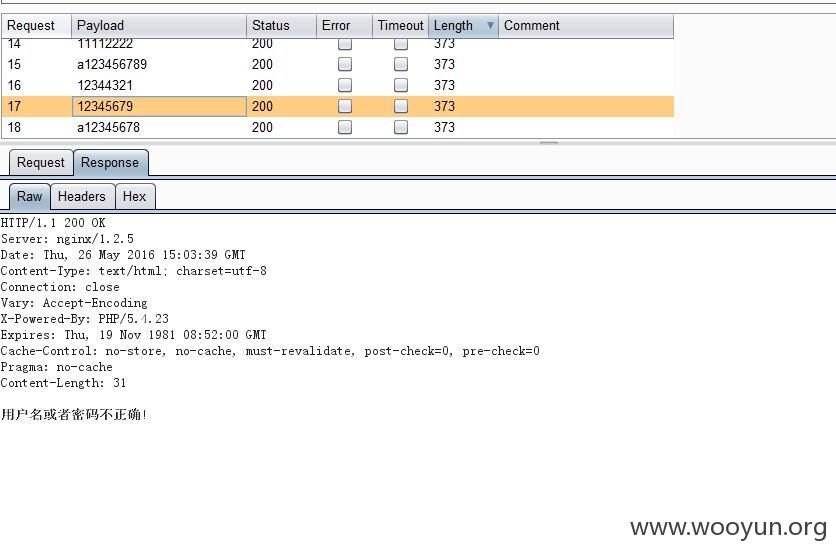 Request Payload Status Error Timeout Length Comment
14 11112222 200 373
15 a123456789 200 373
16 12344321 200 373
17 12345679 200 373
18 a12345678 200 373
Request Response
Raw Headers Hex
HTTP/1.1 200 OK
Server: nginx/1.2.5
Date: Thu, 26 May 2016 15:03:39 GMT
Content-Type: text/html; charset=utf-8
Connection: close
Vary: Accept-Encoding
X-Powered-By: PHP/5.4.23
Expires: Thu, 19 Nov 1981 08:52:00 GMT
Cache-Control: no-store, no-cache, must-revalidate, post-check=0, pre-check=0
Pragma: no-cache
Content-Length: 31
用户名或者密码不正确!
www.wooyun.org